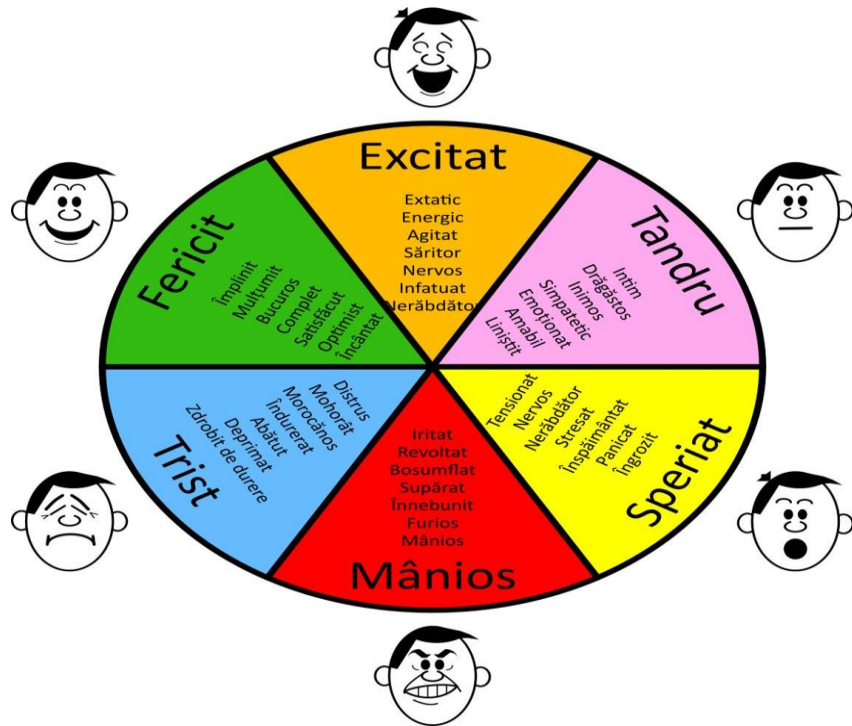 Excitat
Extatic
Energic
Agitat
Săritor
Nervos
Infatuat
Nerăbdător
Tandru
Intim
Drăgăstos
Inimos
Simpatetic
Emoționat
Amabil
Liniștit
Speriat
Tensionat
Nervos
Nerăbdător
Stresat
Înspăimântat
Panicat
Îngrozit
Iritat
Revoltat
Bosumflat
Supărat
Înnebunit
Furios
Mânios
Mânios
Trist
Distrus
Mohorât
Morocănos
Îndurerat
Abătut
Deprimat
Zdrobit de durere
Fericit
Împlinit
Mulțumit
Bucuros
Complet
Satisfăcut
Optimist
Încântat